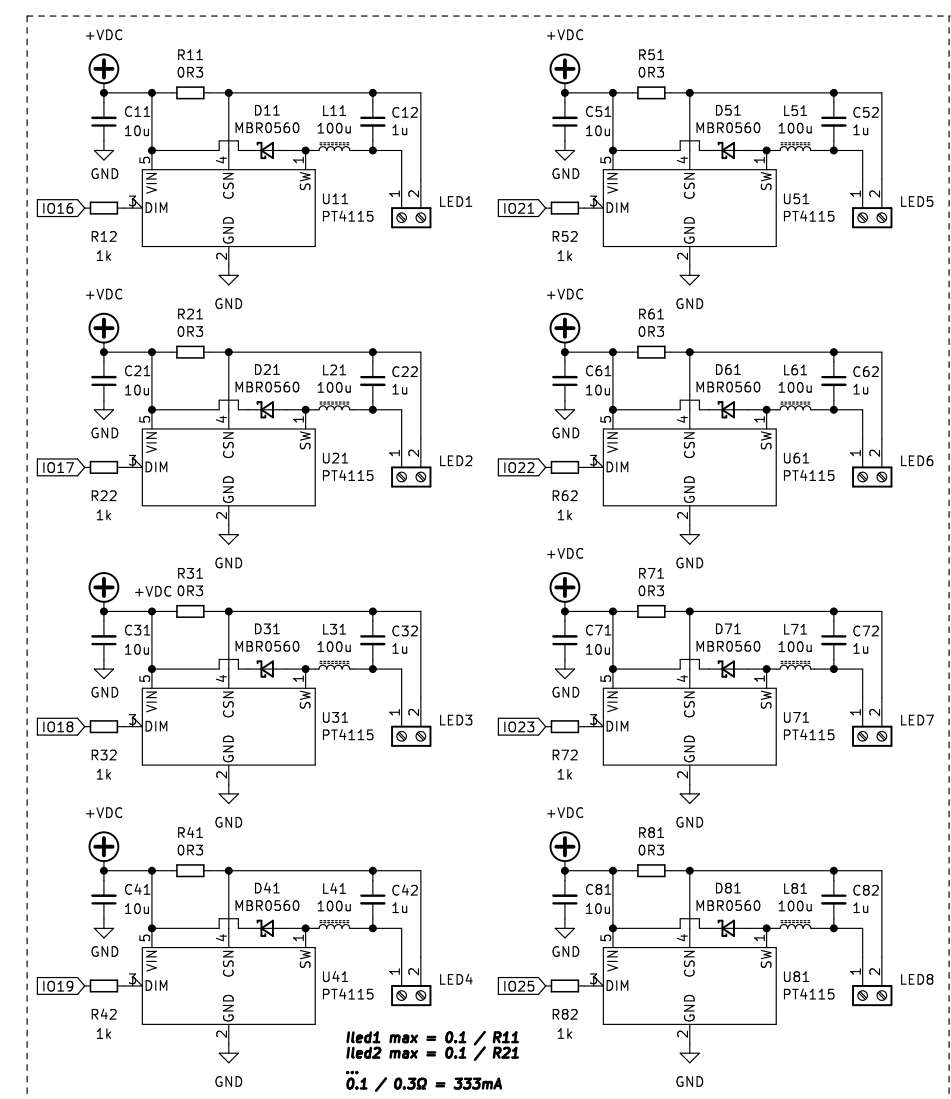 +VDC
R11
0R3
C11
10u
D11
MBR0560
L11
100u
C12
1u
GND
5
4
1
VIN
CSN
SW
1
2
IO16
3
DIM
U11
PT4115
LED1
R12
1k
GND
2
GND
+VDC
R51
0R3
C51
10u
D51
MBR0560
L51
100u
C52
1u
GND
5
4
1
VIN
CSN
SW
1
2
IO21
3
DIM
U51
PT4115
LED5
R52
1k
GND
2
GND
+VDC
R21
0R3
C21
10u
D21
MBR0560
L21
100u
C22
1u
GND
5
4
1
VIN
CSN
SW
1
2
IO17
3
DIM
U21
PT4115
LED2
R22
1k
GND
2
GND
+VDC
R61
0R3
C61
10u
D61
MBR0560
L61
100u
C62
1u
GND
5
4
1
VIN
CSN
SW
1
2
IO22
3
DIM
U61
PT4115
LED6
R62
1k
GND
2
GND
+VDC
R31
0R3
C31
10u
D31
MBR0560
L31
100u
C32
1u
GND
5
4
1
VIN
CSN
SW
1
2
IO18
3
DIM
U31
PT4115
LED3
R32
1k
GND
2
GND
+VDC
R71
0R3
C71
10u
D71
MBR0560
L71
100u
C72
1u
GND
5
4
1
VIN
CSN
SW
1
2
IO23
3
DIM
U71
PT4115
LED7
R72
1k
GND
2
GND
+VDC
R41
0R3
C41
10u
D41
MBR0560
L41
100u
C42
1u
GND
5
4
1
VIN
CSN
SW
1
2
IO19
3
DIM
U41
PT4115
LED4
R42
1k
GND
2
GND
+VDC
R81
0R3
C81
10u
D81
MBR0560
L81
100u
C82
1u
GND
5
4
1
VIN
CSN
SW
1
2
IO25
3
DIM
U81
PT4115
LED8
R82
1k
GND
2
GND
Iled1 max = 0.1 / R11
Iled2 max = 0.1 / R21
...
0.1 / 0.3Ω = 333mA